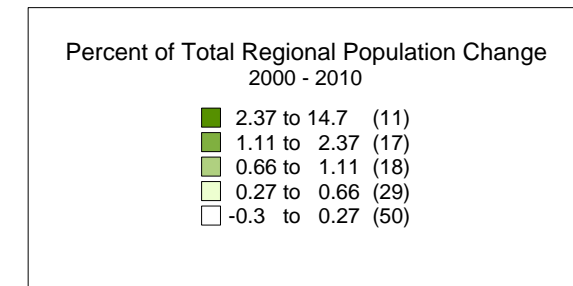 Percent of Total Regional Population Change
2000 - 2010
2.37 to 14.7 (11)
1.11 to 2.37 (17)
0.66 to 1.11 (18)
0.27 to 0.66 (29)
-0.3 to 0.27 (50)